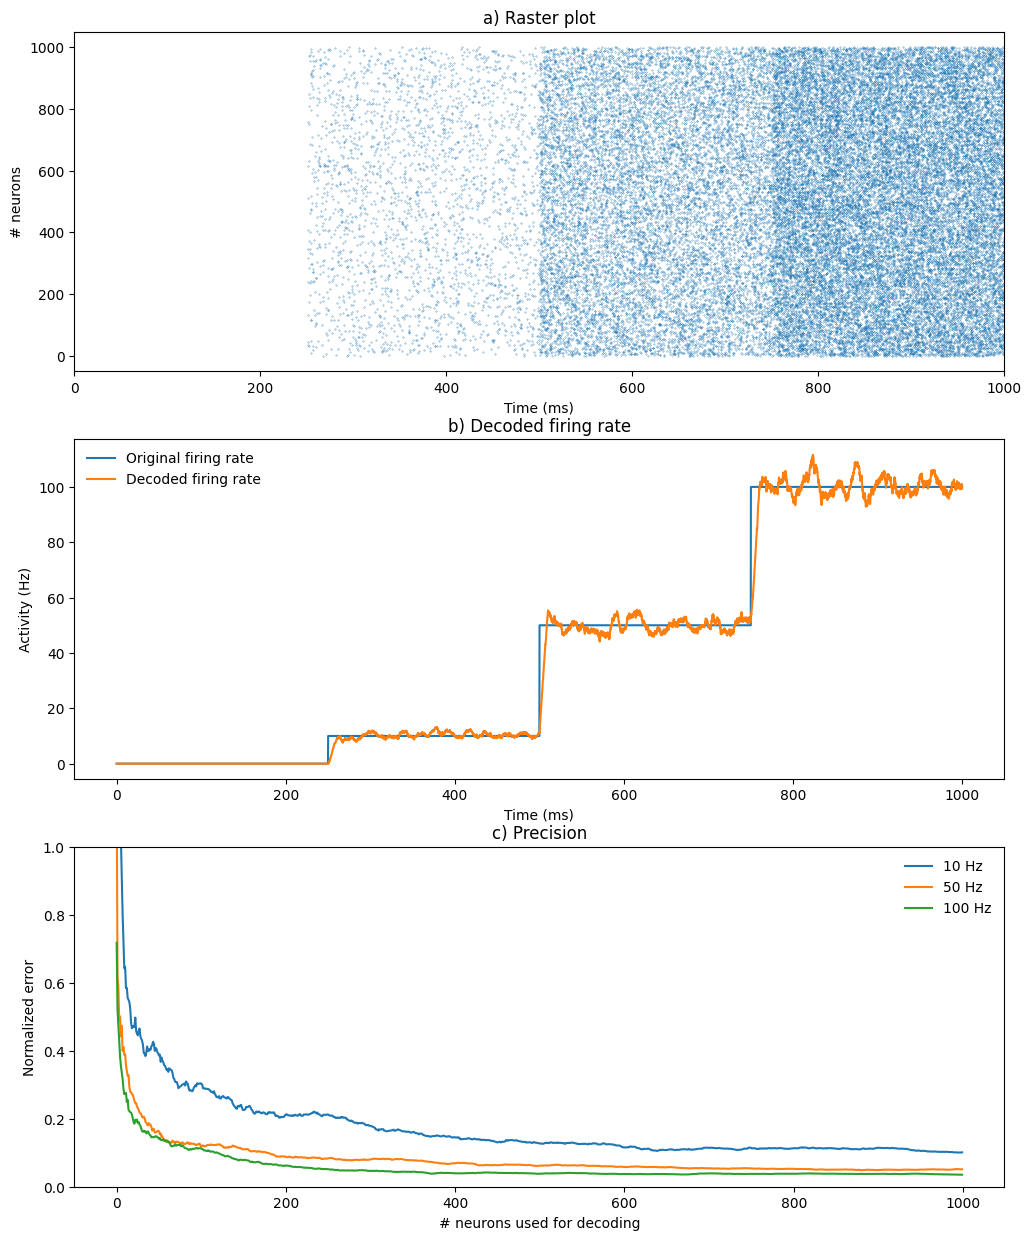 a) Raster plot
1000
800
600
400
200
0
# neurons
0 200 400 600 800 1000
Time (ms)
b) Decoded firing rate
Original firing rate
Decoded firing rate
100
80
60
40
20
0
Activity (Hz)
0 200 400 600 800 1000
Time (ms)
c) Precision
10 Hz
50 Hz
100 Hz
1.0
0.8
0.6
0.4
0.2
0.0
Normalized error
0 200 400 600 800 1000
# neurons used for decoding